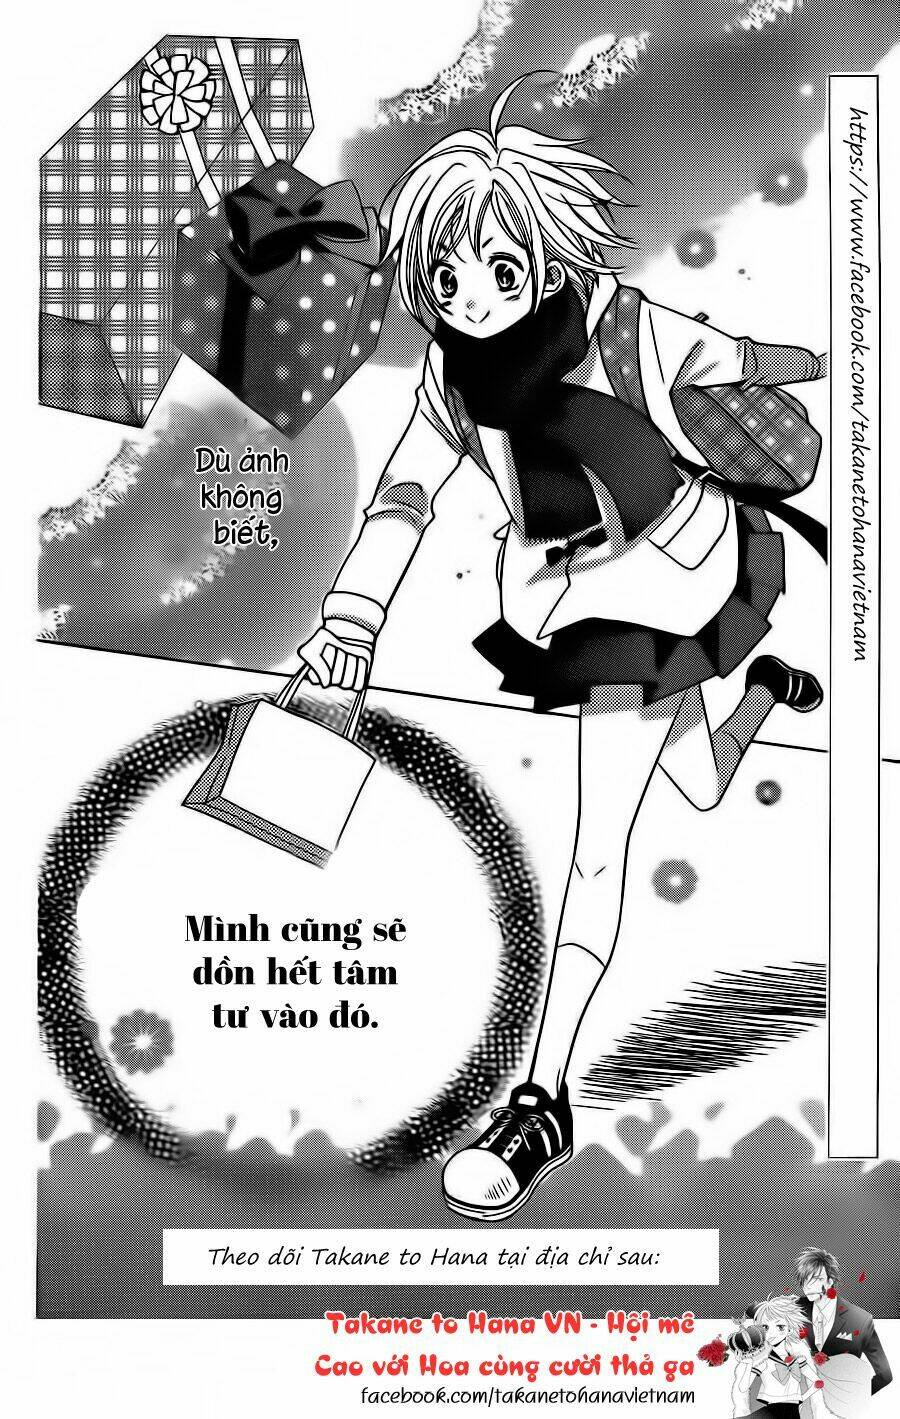 https://www.facebook.com/takanetohanavietnam
Dù ảnh
không
biết,
Mình cũng sẽ
dồn hết tâm
tư vào đó.
Theo dõi Takane to Hana tại địa chỉ sau:
Takane to Hana VN - Hội mê
Cao với Hoa cùng cười thả ga
facebook.com/takanetohanavietnam